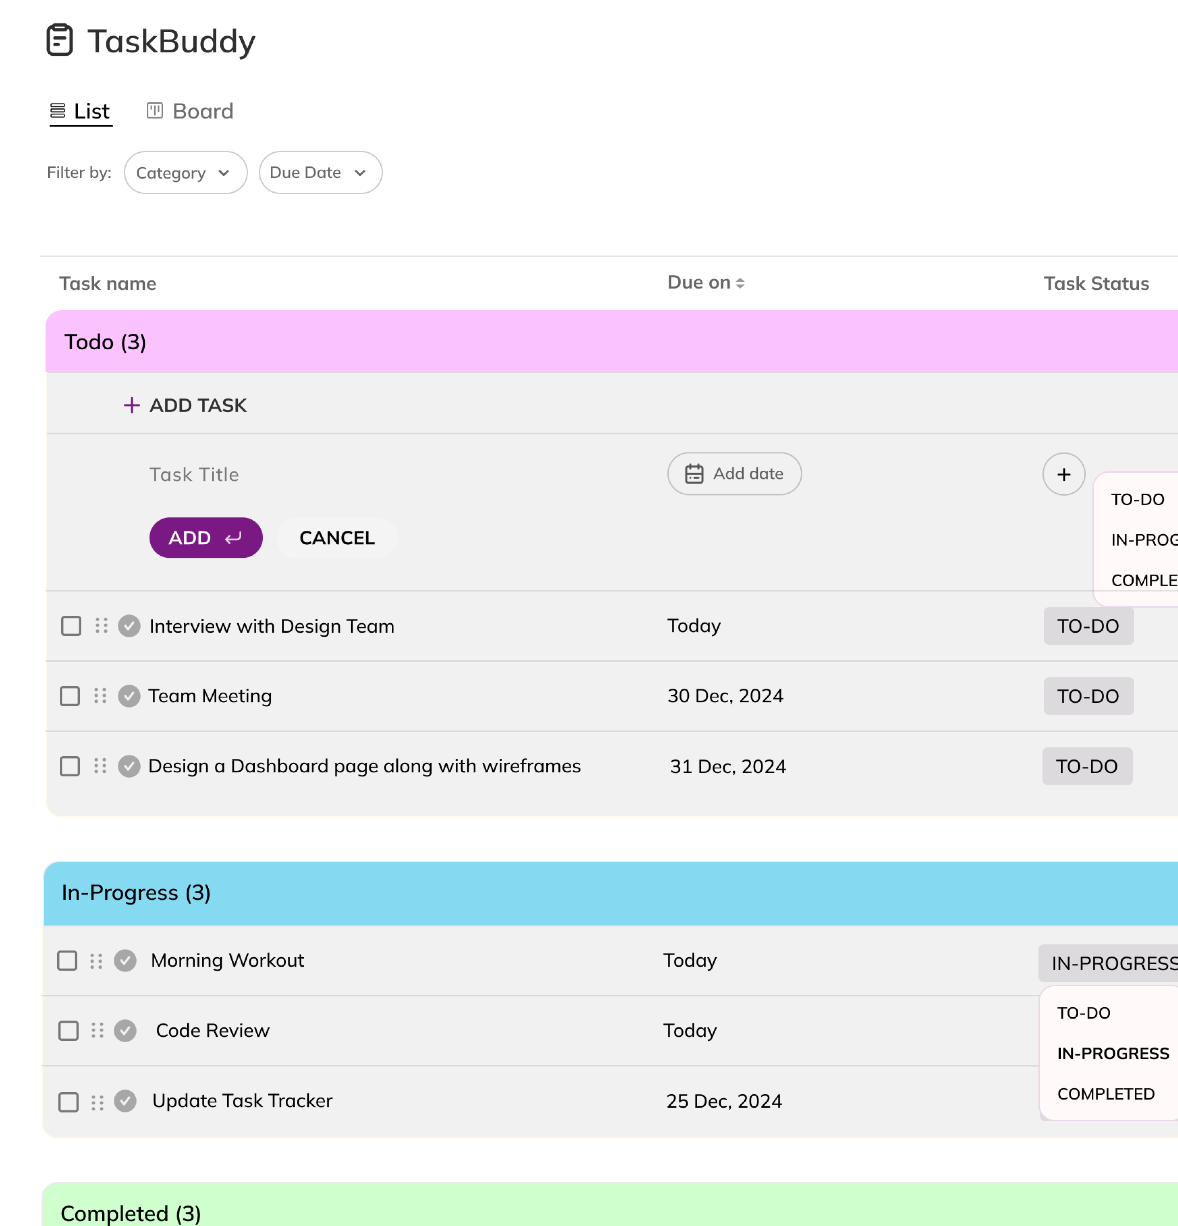 TaskBuddy
List Board
Filter by: Category Due Date
Task name Due on Task Status
Todo (3)
+ ADD TASK
Task Title Add date +
TO-DO
IN-PROG
ADD CANCEL
COMPLE
Interview with Design Team Today TO-DO
Team Meeting 30 Dec, 2024 TO-DO
Design a Dashboard page along with wireframes 31 Dec, 2024 TO-DO
In-Progress (3)
Morning Workout Today IN-PROGRESS
TO-DO
Code Review Today
IN-PROGRESS
COMPLETED
Update Task Tracker 25 Dec, 2024
Completed (3)